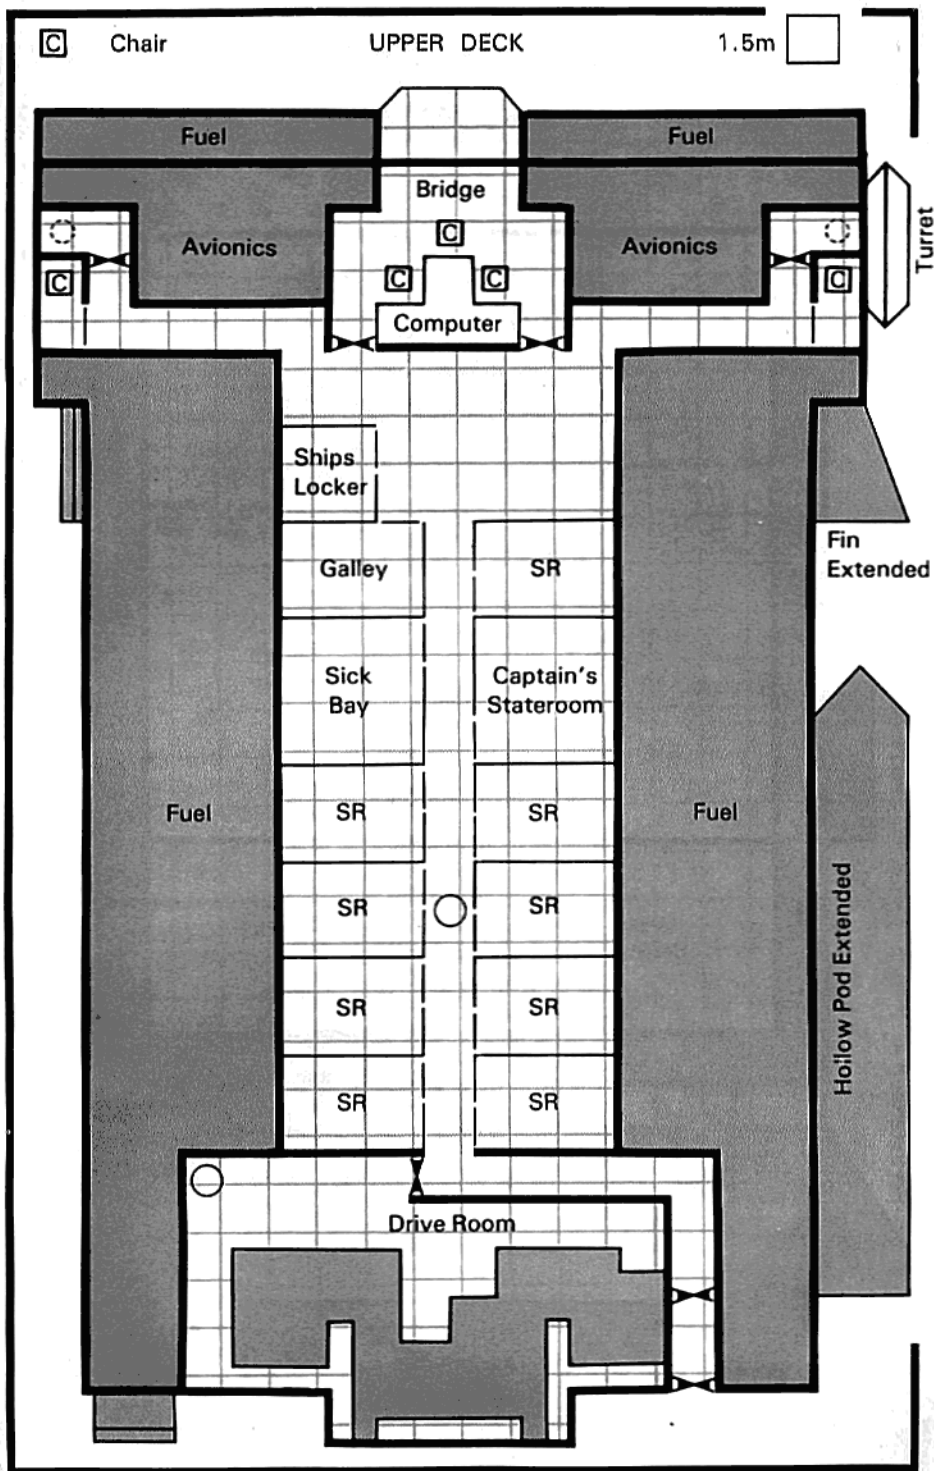 C Chair UPPER DECK 1.5m
Fuel
Fuel
Bridge
Turret
Avionics
C
Avionics
C
C
C
C
Computer
Ships
Locker
Fin
Extended
Galley
SR
Sick
Bay
Captain's
Stateroom
Fuel
SR
SR
Fuel
SR
SR
Hollow Pod Extended
SR
SR
SR
SR
Drive Room